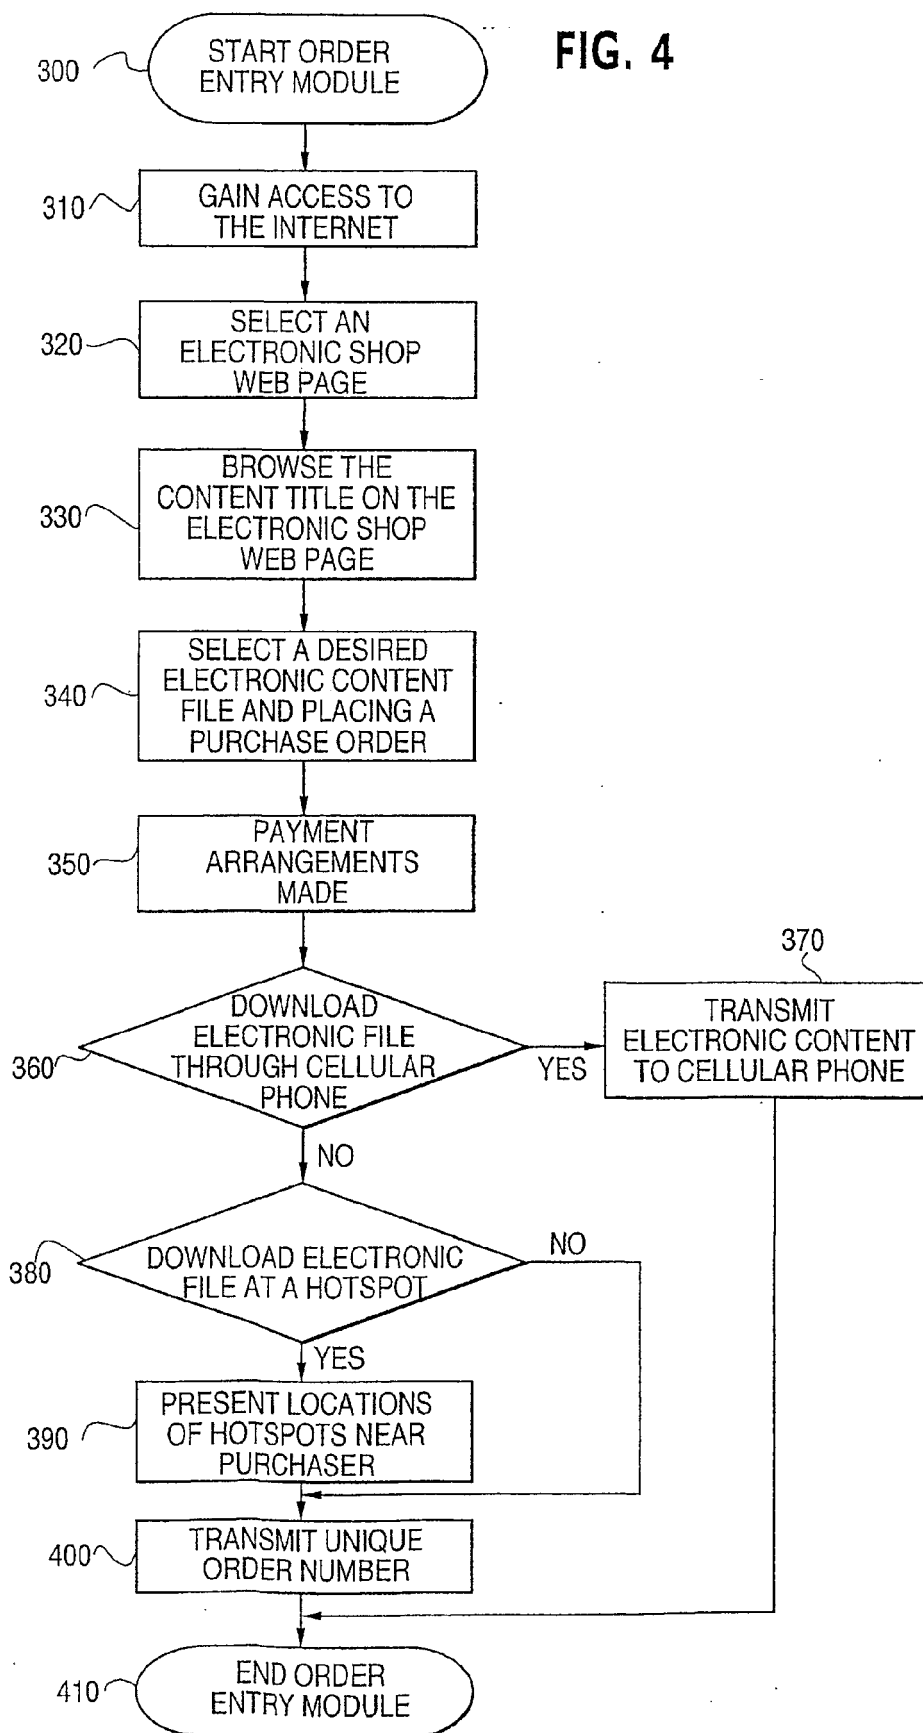 FIG. 4
300
START ORDER
ENTRY MODULE
310
GAIN ACCESS TO
THE INTERNET
320
SELECT AN
ELECTRONIC SHOP
WEB PAGE
330
BROWSE THE
CONTENT TITLE ON THE
ELECTRONIC SHOP
WEB PAGE
340
SELECT A DESIRED
ELECTRONIC CONTENT
FILE AND PLACING A
PURCHASE ORDER
350
PAYMENT
ARRANGEMENTS
MADE
360
DOWNLOAD
ELECTRONIC FILE
THROUGH CELLULAR
PHONE
YES
370
TRANSMIT
ELECTRONIC CONTENT
TO CELLULAR PHONE
NO
380
DOWNLOAD ELECTRONIC
FILE AT A HOTSPOT
NO
YES
390
PRESENT LOCATIONS
OF HOTSPOTS NEAR
PURCHASER
400
TRANSMIT UNIQUE
ORDER NUMBER
410
END ORDER
ENTRY MODULE